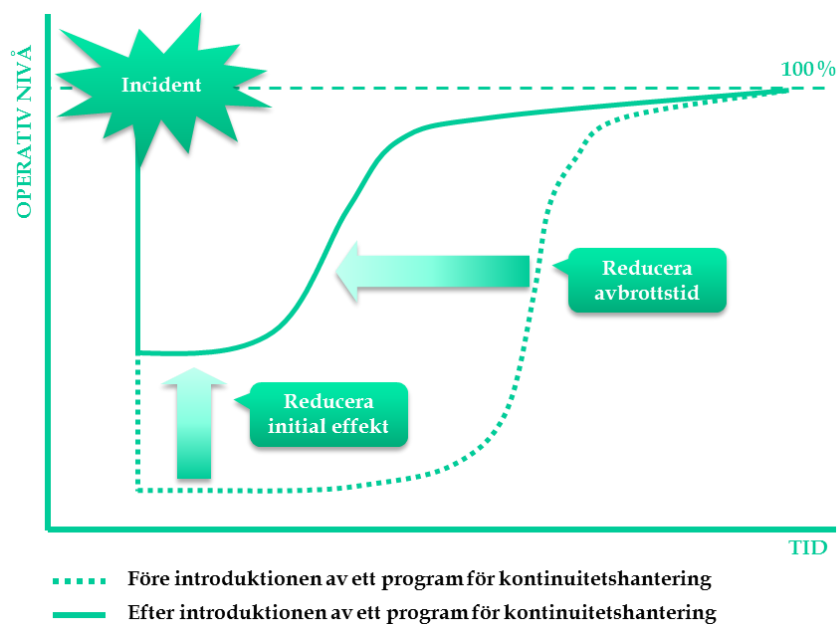 OPERATIV NIVÅ
Incident
100%
Reducera
avbrottstid
Reducera
initial effekt
TID
Före introduktionen av ett program för kontinuitetshantering
Efter introduktionen av ett program för kontinuitetshantering